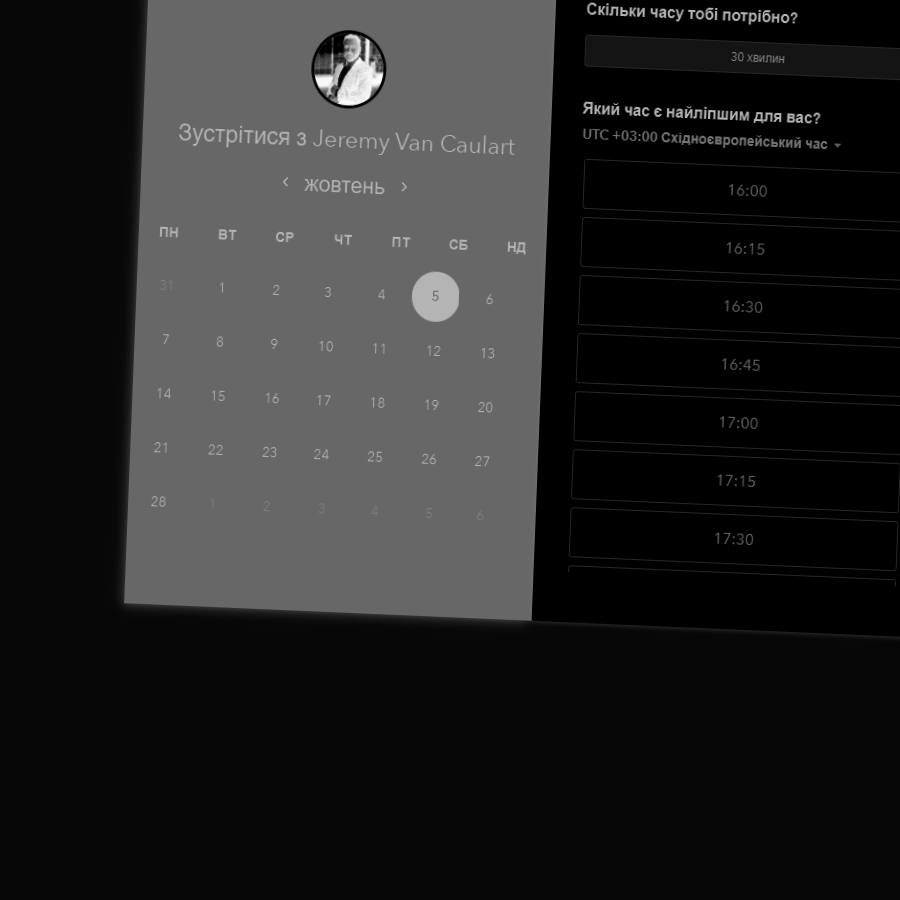 Зустрітися з Jeremy Van Caulart
‹ жовтень ›
ПН ВТ СР ЧТ ПТ СБ НД
31 1 2 3 4 5 6
7 8 9 10 11 12 13
14 15 16 17 18 19 20
21 22 23 24 25 26 27
28 1 2 3 4 5 6
Скільки часу тобі потрібно?
30 хвилин
Який час є найліпшим для вас?
UTC +03:00 Східноєвропейський час
16:00
16:15
16:30
16:45
17:00
17:15
17:30